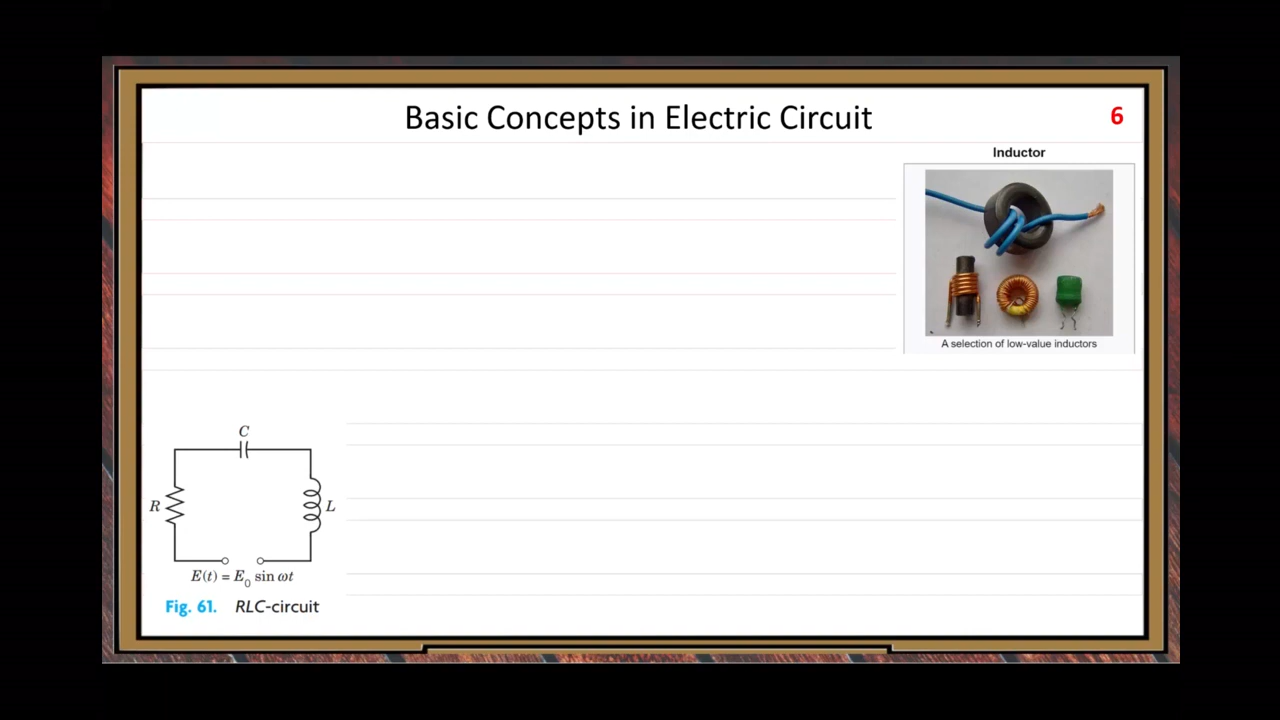 Basic Concepts in Electric Circuit
6
Inductor
A selection of low-value inductors
C
R
L
E(t) = E₀ sin ωt
Fig. 61. RLC-circuit